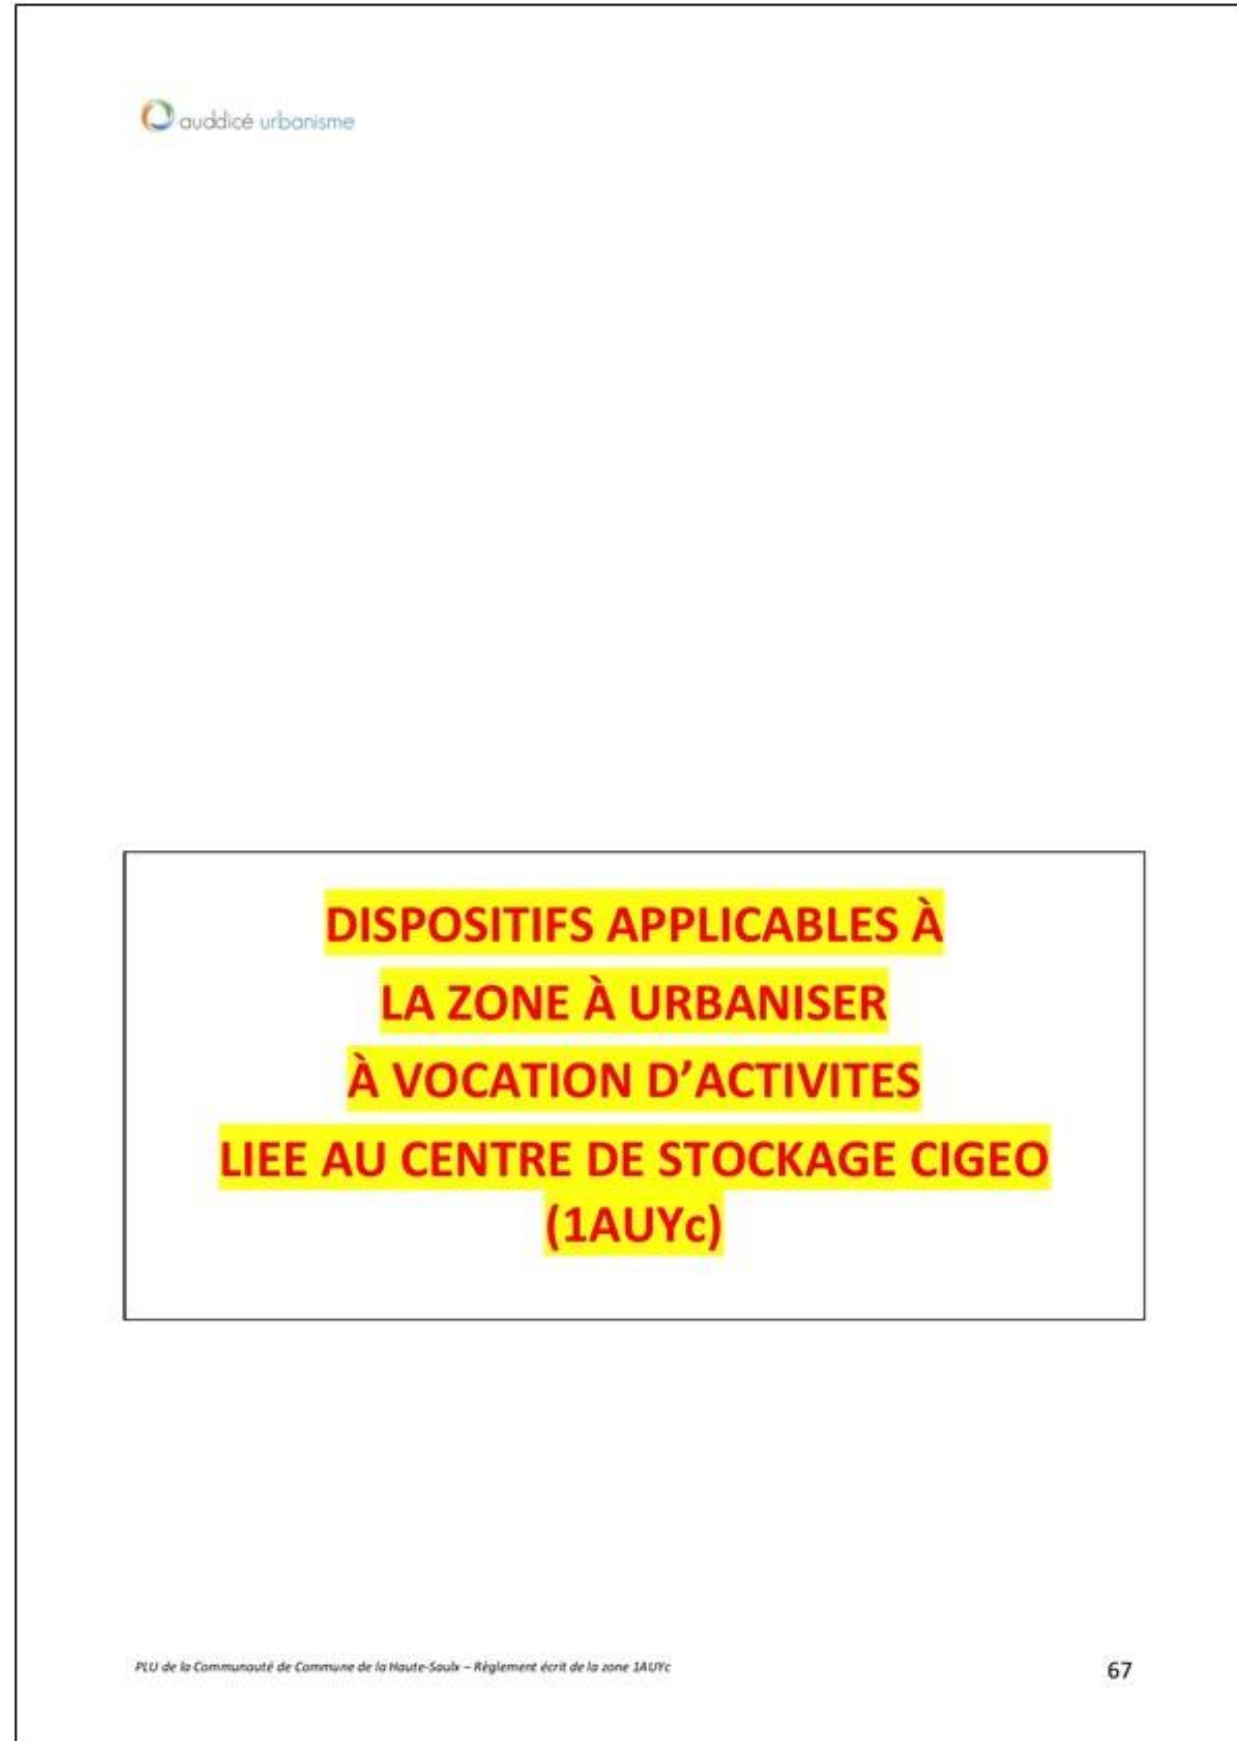 auddicé urbanisme
DISPOSITIFS APPLICABLES À
LA ZONE À URBANISER
À VOCATION D’ACTIVITES
LIEE AU CENTRE DE STOCKAGE CIGEO
(1AUYc)
PLU de la Communauté de Commune de la Haute-Saulx – Règlement écrit de la zone 1AUYc
67